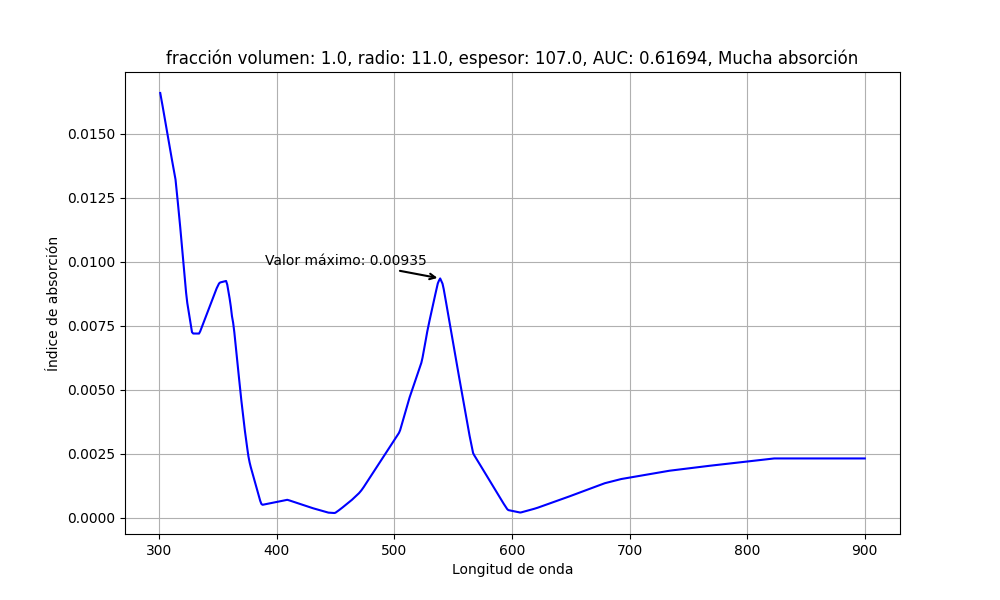 fracción volumen: 1.0, radio: 11.0, espesor: 107.0, AUC: 0.61694, Mucha absorción
Índice de absorción
0.0150
0.0125
0.0100
0.0075
0.0050
0.0025
0.0000
Valor máximo: 0.00935
300 400 500 600 700 800 900
Longitud de onda